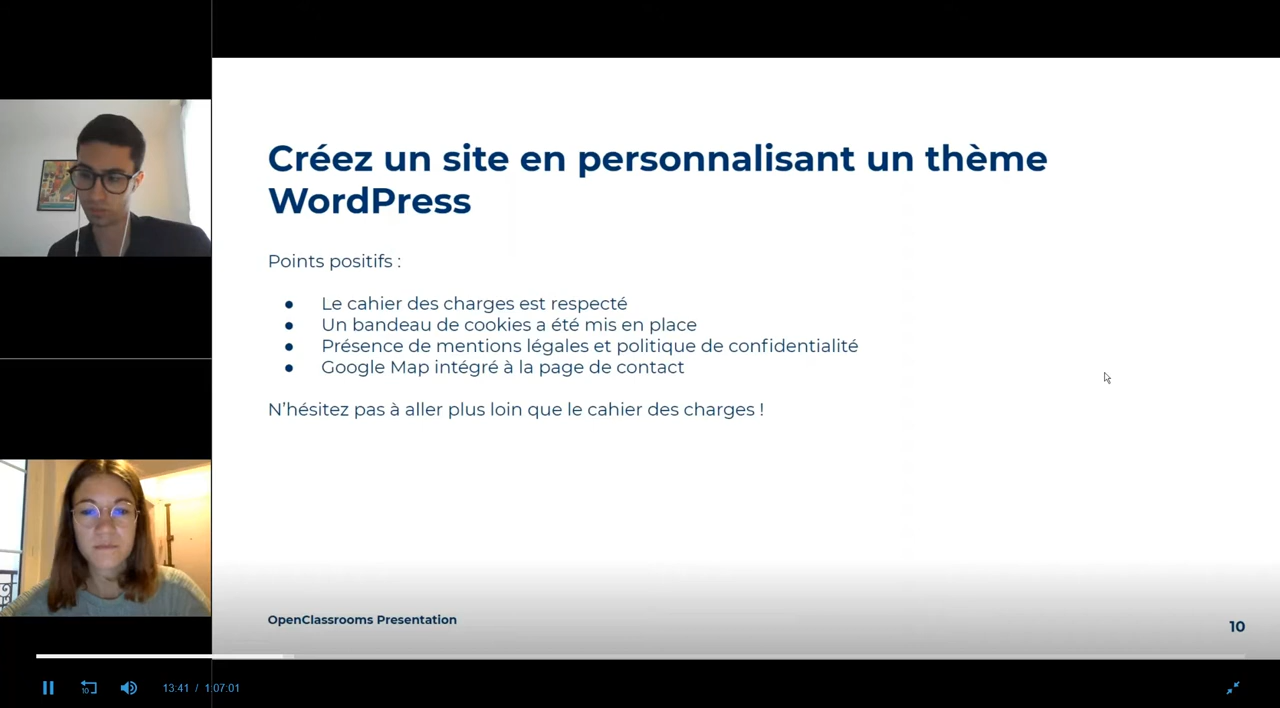 Créez un site en personnalisant un thème
WordPress
Points positifs :
● Le cahier des charges est respecté
● Un bandeau de cookies a été mis en place
● Présence de mentions légales et politique de confidentialité
● Google Map intégré à la page de contact
N'hésitez pas à aller plus loin que le cahier des charges !
OpenClassrooms Presentation
10
10
13:41 / 1:07:01